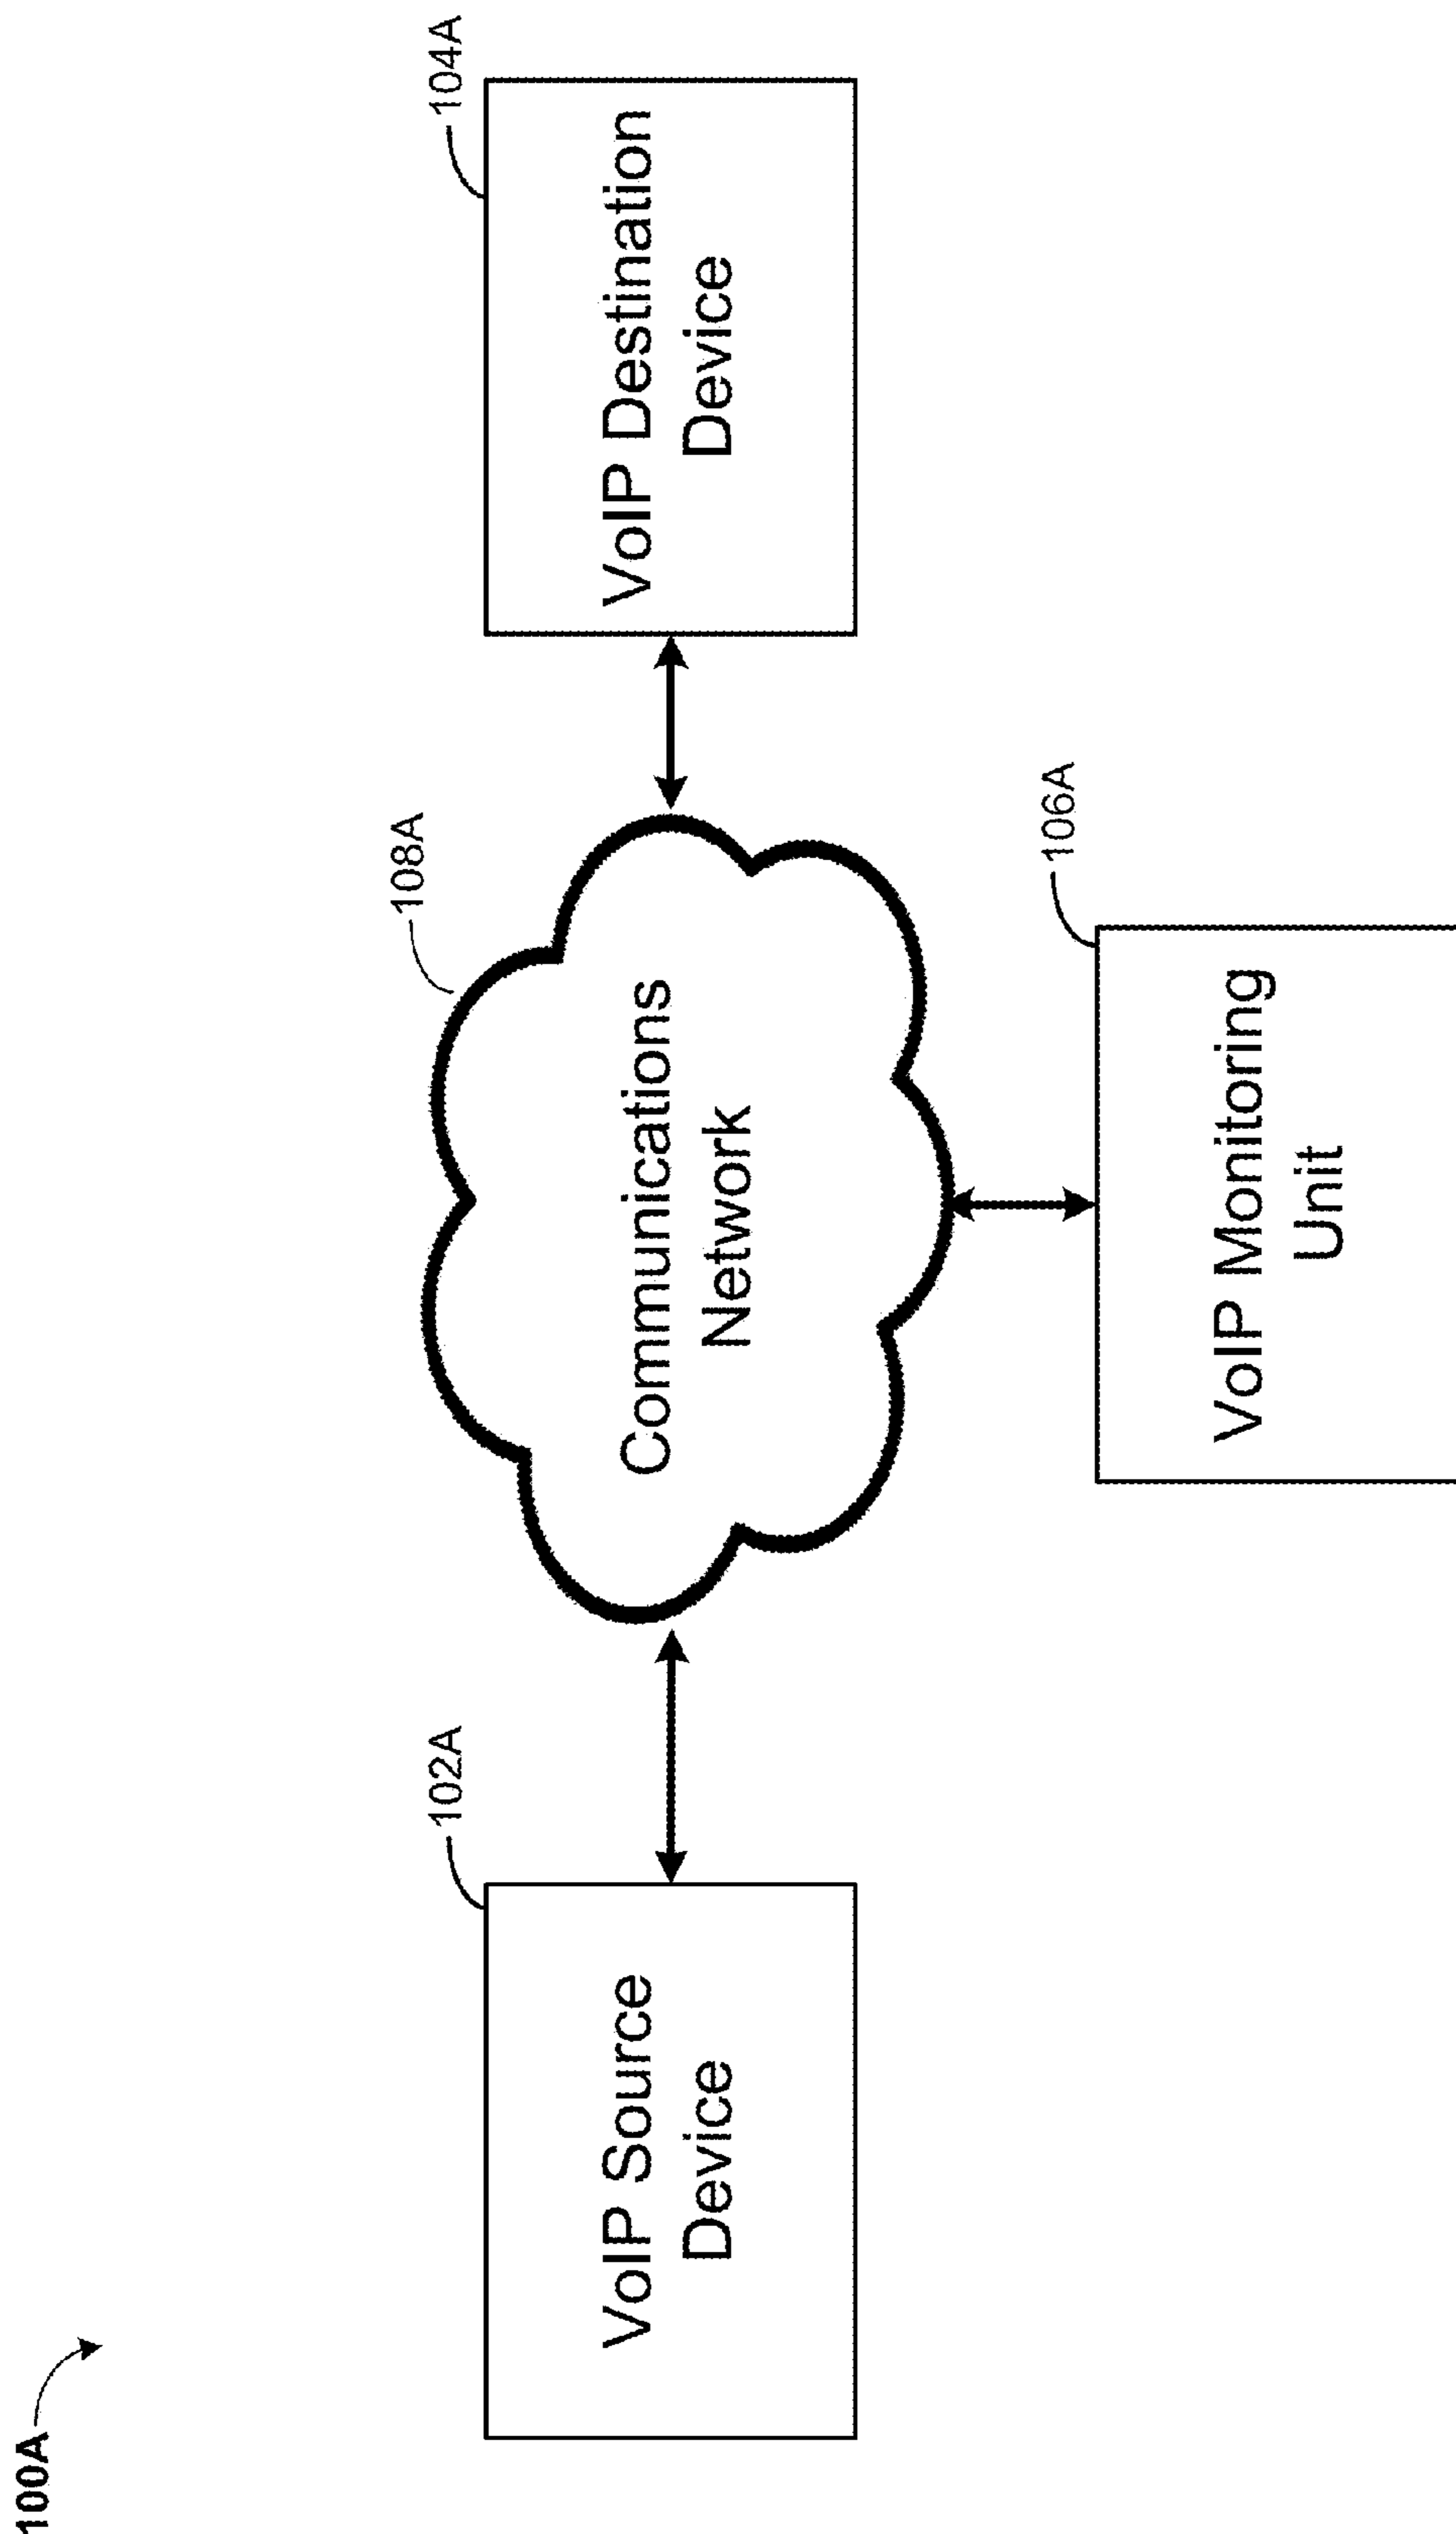 100A
102A
VoIP Source
Device
108A
Communications
Network
104A
VoIP Destination
Device
106A
VoIP Monitoring
Unit